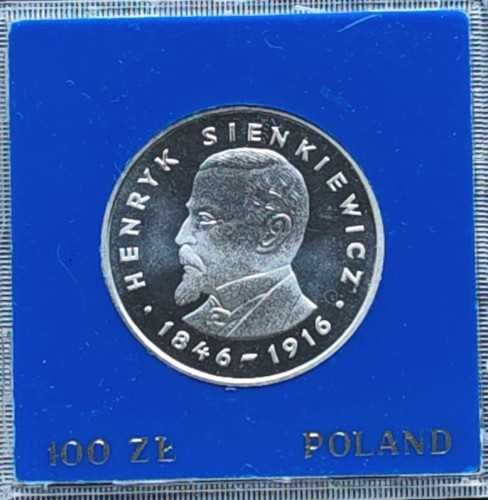 · HENRYK SIENKIEWICZ ·
1846-1916
100 ZŁ POLAND